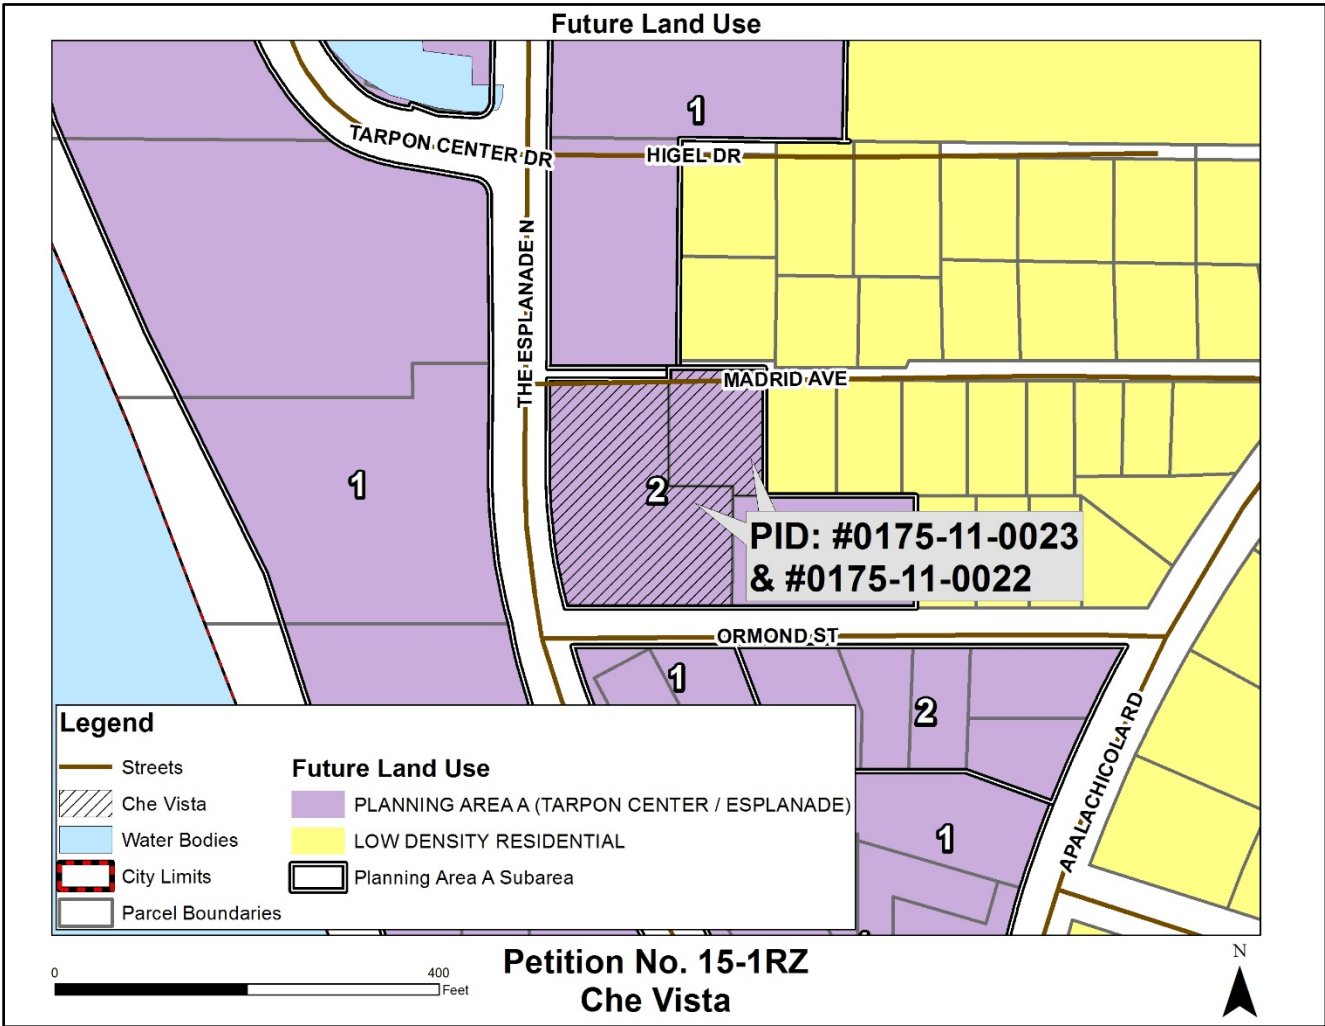 Future Land Use
1
TARPON CENTER DR
HIGEL DR
THE ESPLANADE N
MADRID AVE
1
2
PID: #0175-11-0023
& #0175-11-0022
ORMOND ST
1
2
APALACHICOLA RD
1
Legend
Streets
Che Vista
Water Bodies
City Limits
Parcel Boundaries
Future Land Use
PLANNING AREA A (TARPON CENTER / ESPLANADE)
LOW DENSITY RESIDENTIAL
Planning Area A Subarea
0
400
Feet
Petition No. 15-1RZ
Che Vista
N